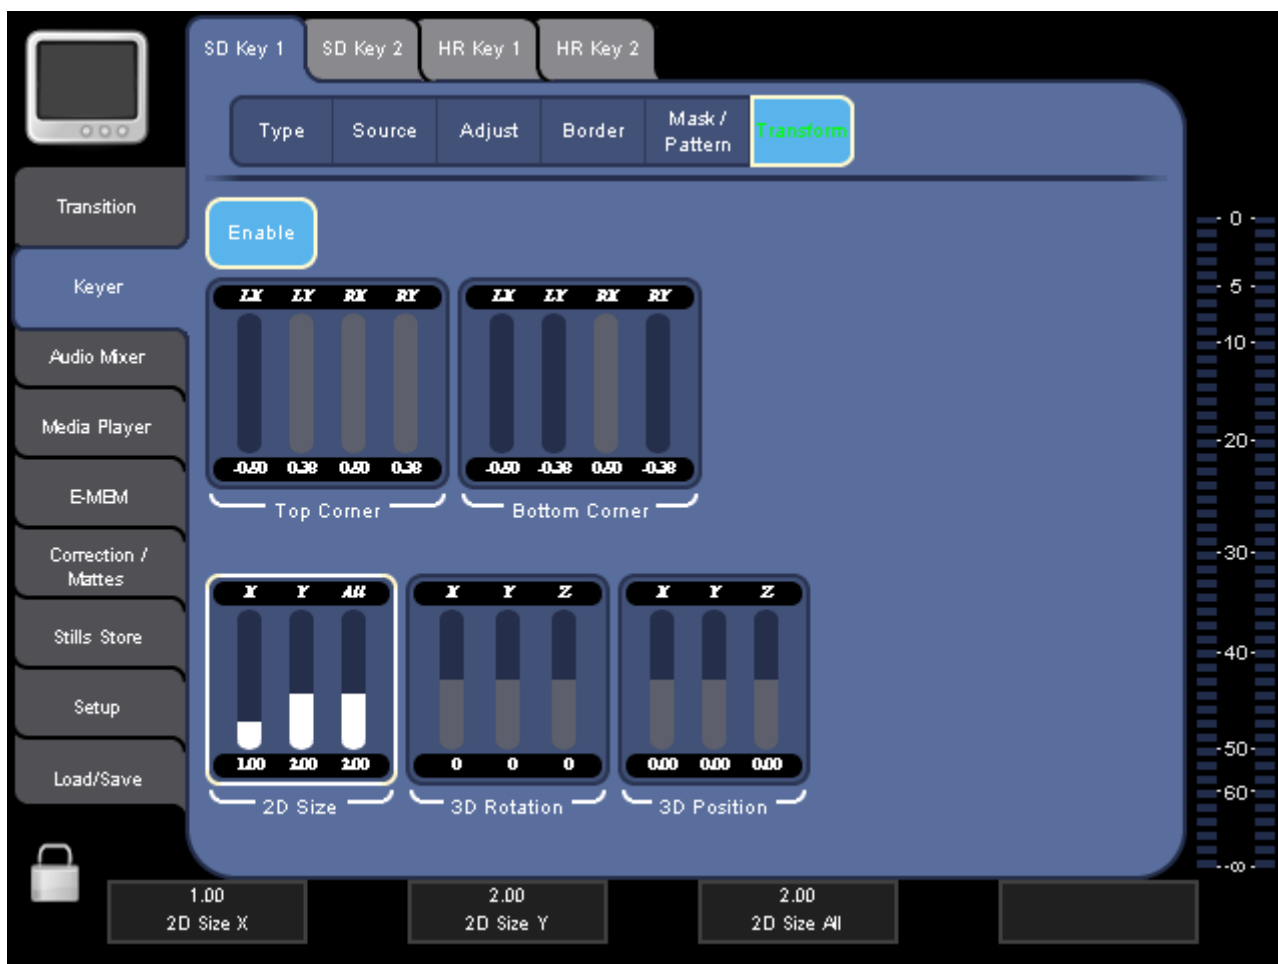 SD Key 1 SD Key 2 HR Key 1 HR Key 2
Type Source Adjust Border Mask / Pattern Transform
Transition
Enable
Keyer
LX LY RX RY LX LY RX RY
Audio Mixer
Media Player
-0.50 0.38 0.50 0.38 -0.50 -0.38 0.50 -0.38
E-MEM
Top Corner Bottom Corner
Correction /
Mattes
X Y All X Y Z X Y Z
Stills Store
Setup
1.00 2.00 2.00 0 0 0 0.00 0.00 0.00
Load/Save
2D Size 3D Rotation 3D Position
- 0 -
- 5 -
-10 -
-20-
-30-
-40-
-50-
-60-
--∞-
1.00 2.00 2.00
2D Size X 2D Size Y 2D Size All